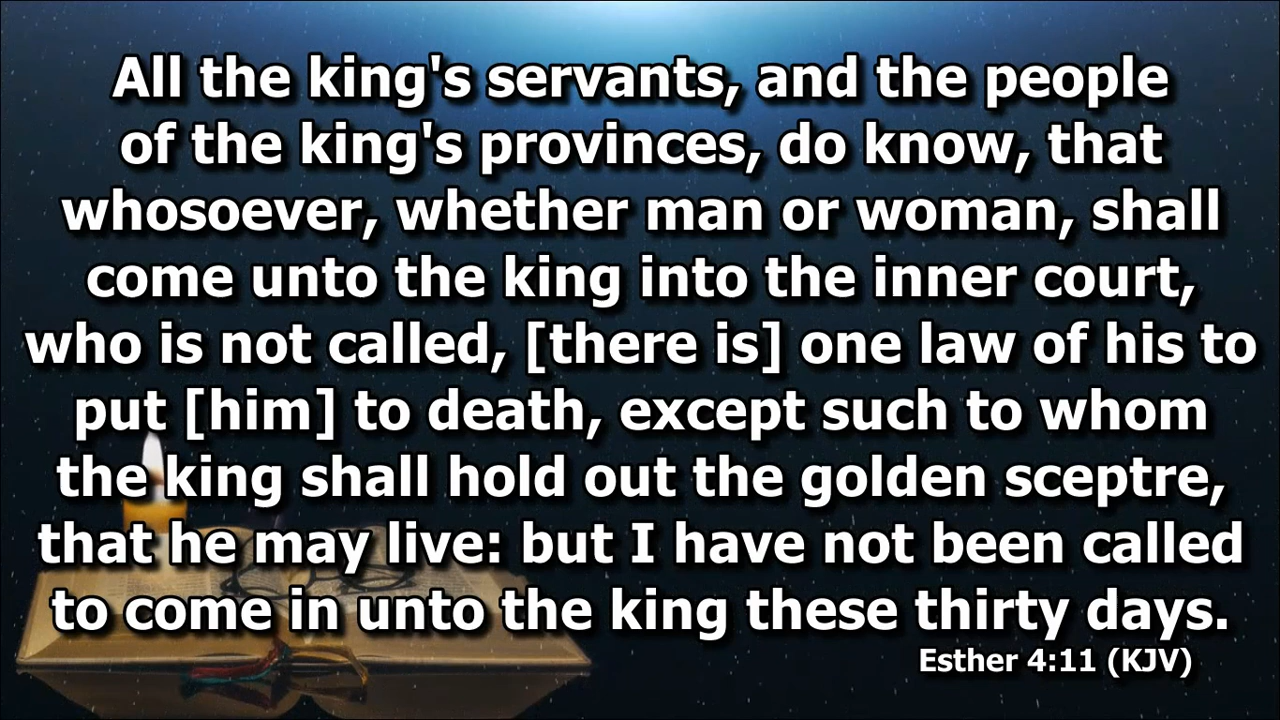 All the king's servants, and the people
of the king's provinces, do know, that
whosoever, whether man or woman, shall
come unto the king into the inner court,
who is not called, [there is] one law of his to
put [him] to death, except such to whom
the king shall hold out the golden sceptre,
that he may live: but I have not been called
to come in unto the king these thirty days.
Esther 4:11 (KJV)